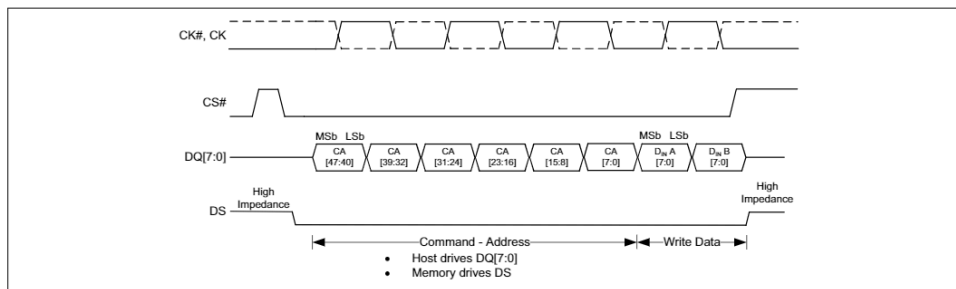 CK#, CK
CS#
MSb LSb
MSb LSb
DQ[7:0]
CA
[47:40]
CA
[39:32]
CA
[31:24]
CA
[23:16]
CA
[15:8]
CA
[7:0]
DIN A
[7:0]
DIN B
[7:0]
High
Impedance
High
Impedance
DS
Command - Address
Write Data
• Host drives DQ[7:0]
• Memory drives DS